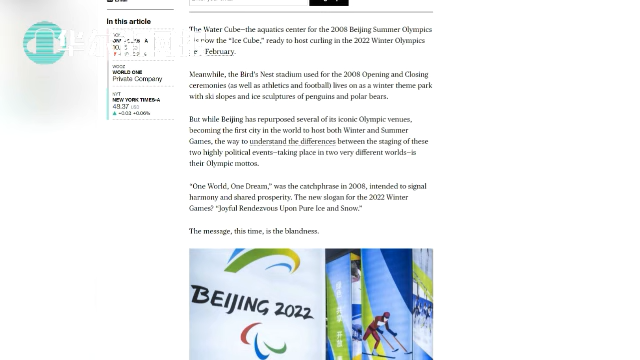 In this article
WORLD ONE
Private Company
NYT
NEW YORK TIMES-A
48.37 USD
▲ +0.03 +0.06%
The Water Cube—the aquatics center for the 2008 Beijing Summer Olympics
now the “Ice Cube,” ready to host curling in the 2022 Winter Olympics
February.
Meanwhile, the Bird’s Nest stadium used for the 2008 Opening and Closing
ceremonies (as well as athletics and football) lives on as a winter theme park
with ski slopes and ice sculptures of penguins and polar bears.
But while Beijing has repurposed several of its iconic Olympic venues,
becoming the first city in the world to host both Winter and Summer
Games, the way to understand the differences between the staging of these
two highly political events—taking place in two very different worlds—is
their Olympic mottos.
“One World, One Dream,” was the catchphrase in 2008, intended to signal
harmony and shared prosperity. The new slogan for the 2022 Winter
Games? “Joyful Rendezvous Upon Pure Ice and Snow.”
The message, this time, is the blandness.
BEIJING 2022